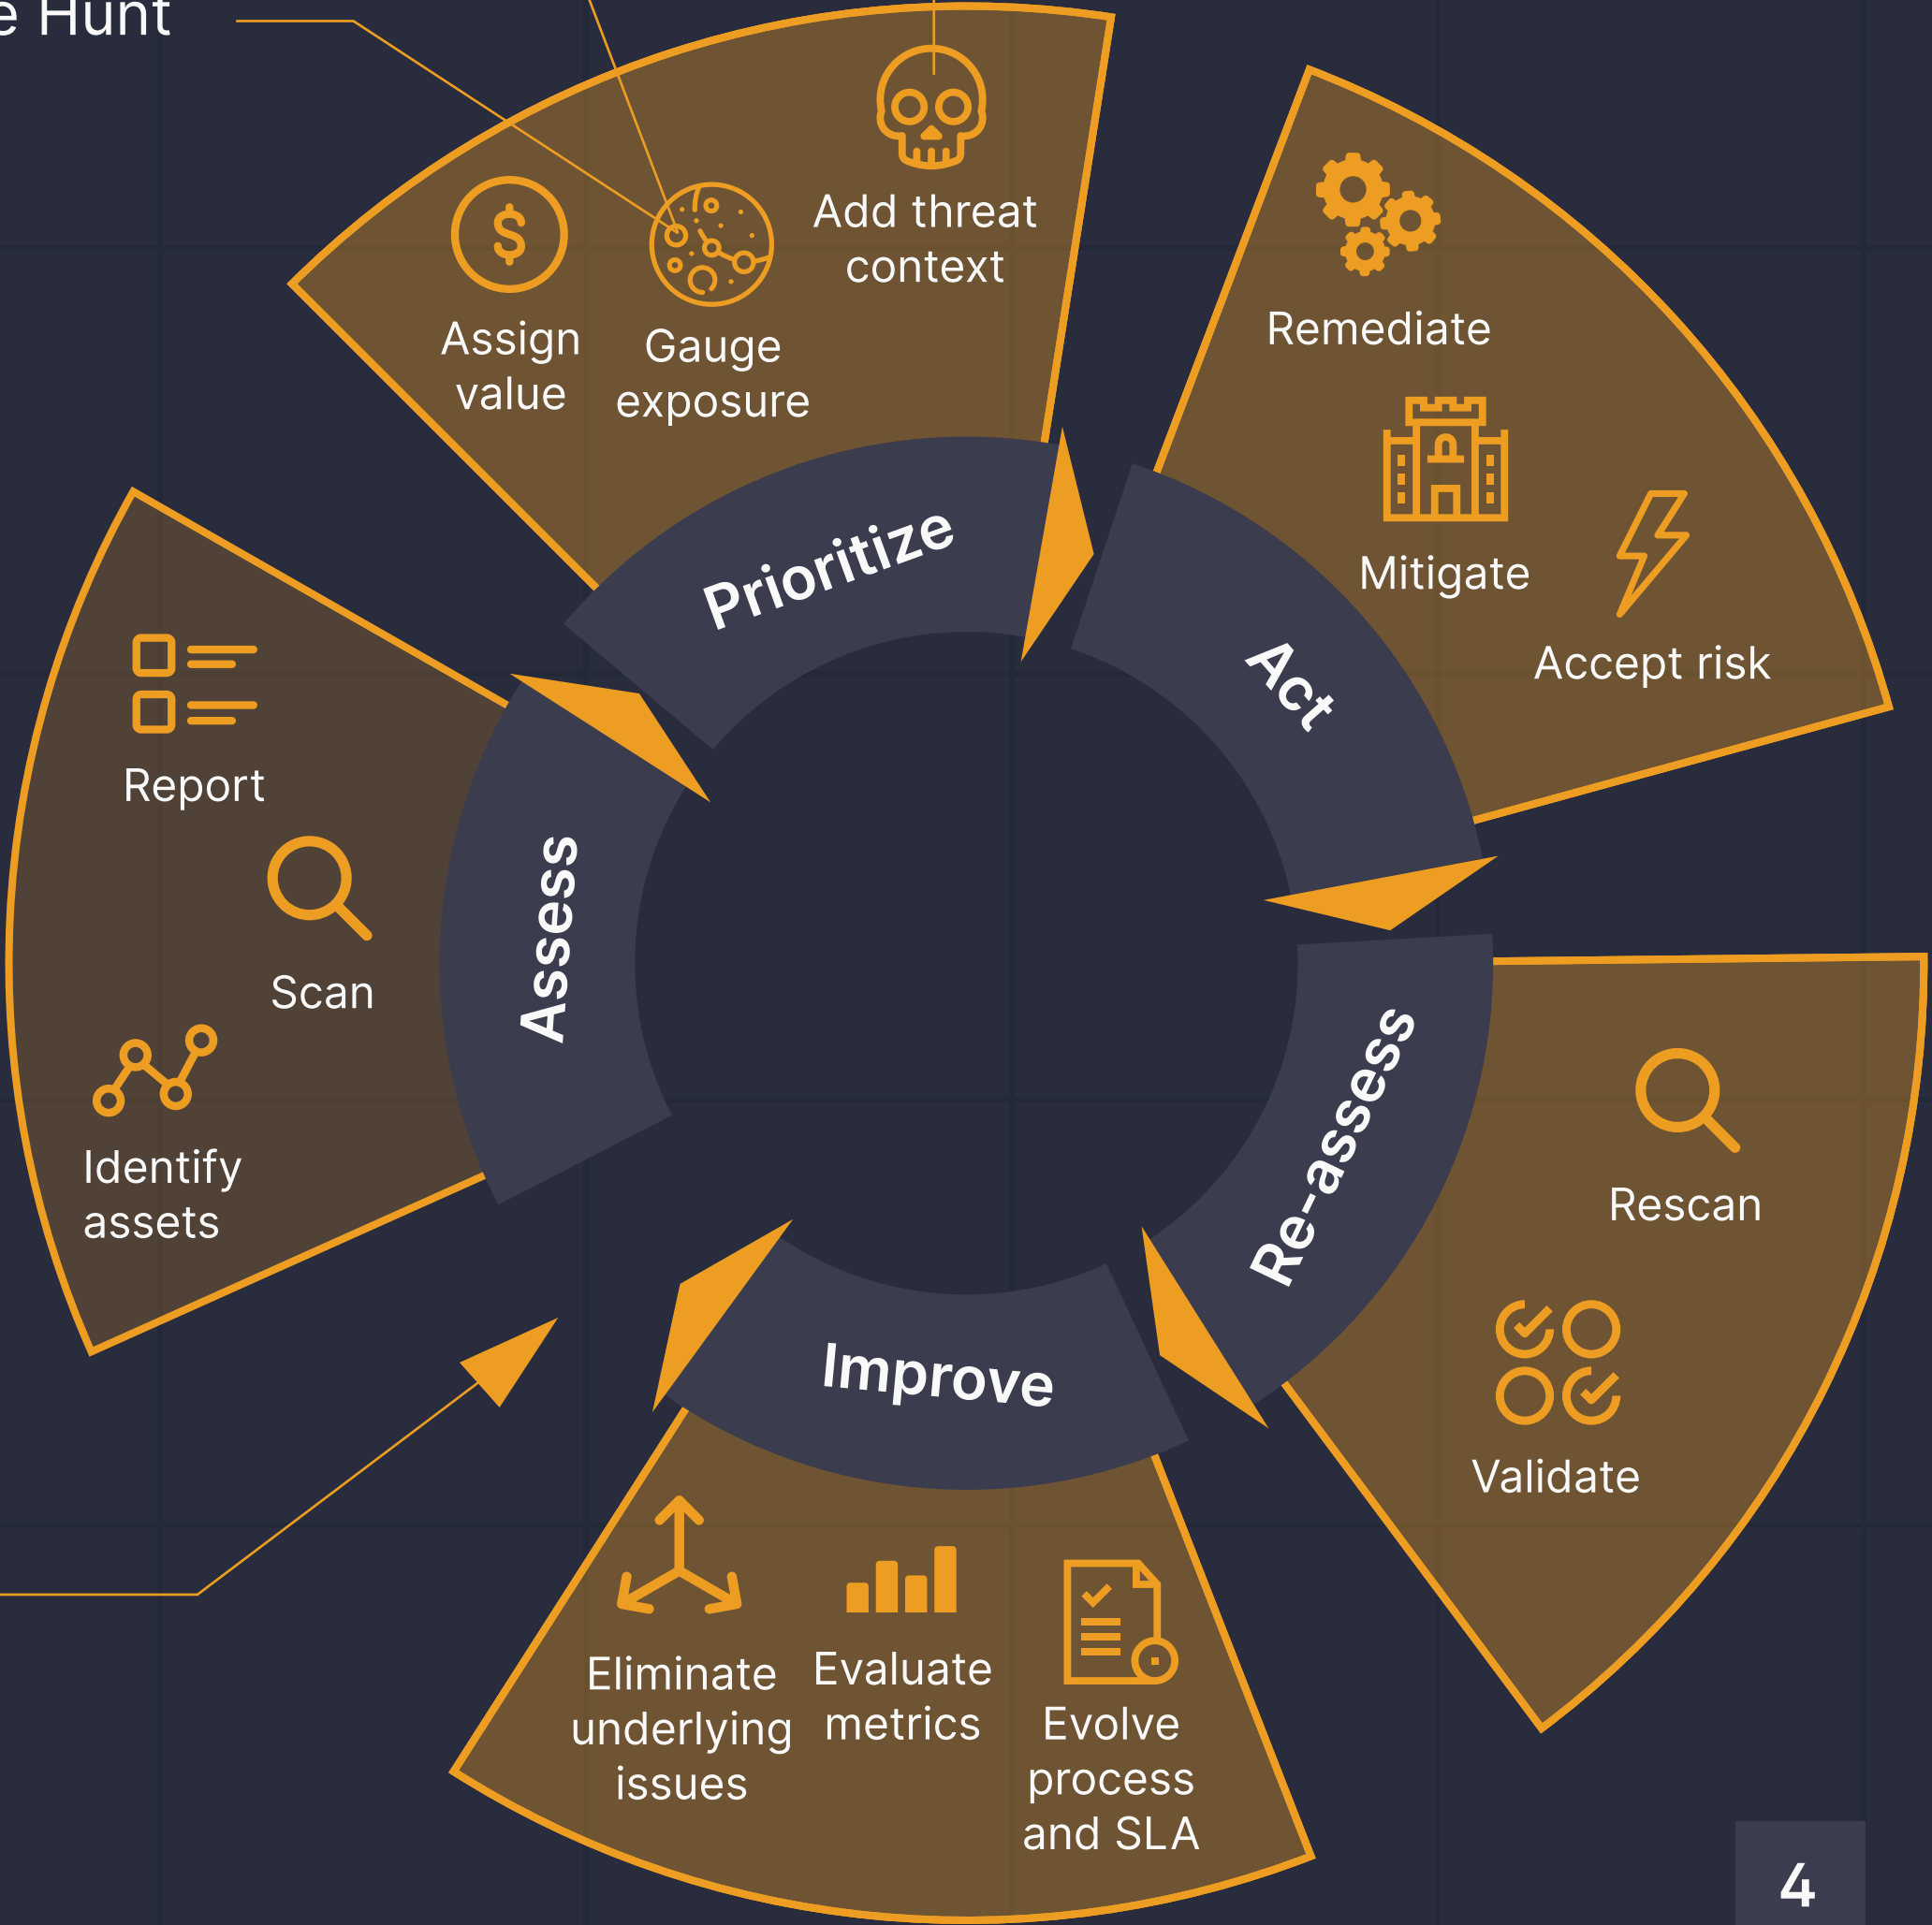 e Hunt
Add threat
context
Assign
value
Gauge
exposure
Prioritize
Remediate
Mitigate
Accept risk
Act
Report
Scan
Identify
assets
Assess
Re-assess
Rescan
Validate
Improve
Eliminate
underlying
issues
Evaluate
metrics
Evolve
process
and SLA
4